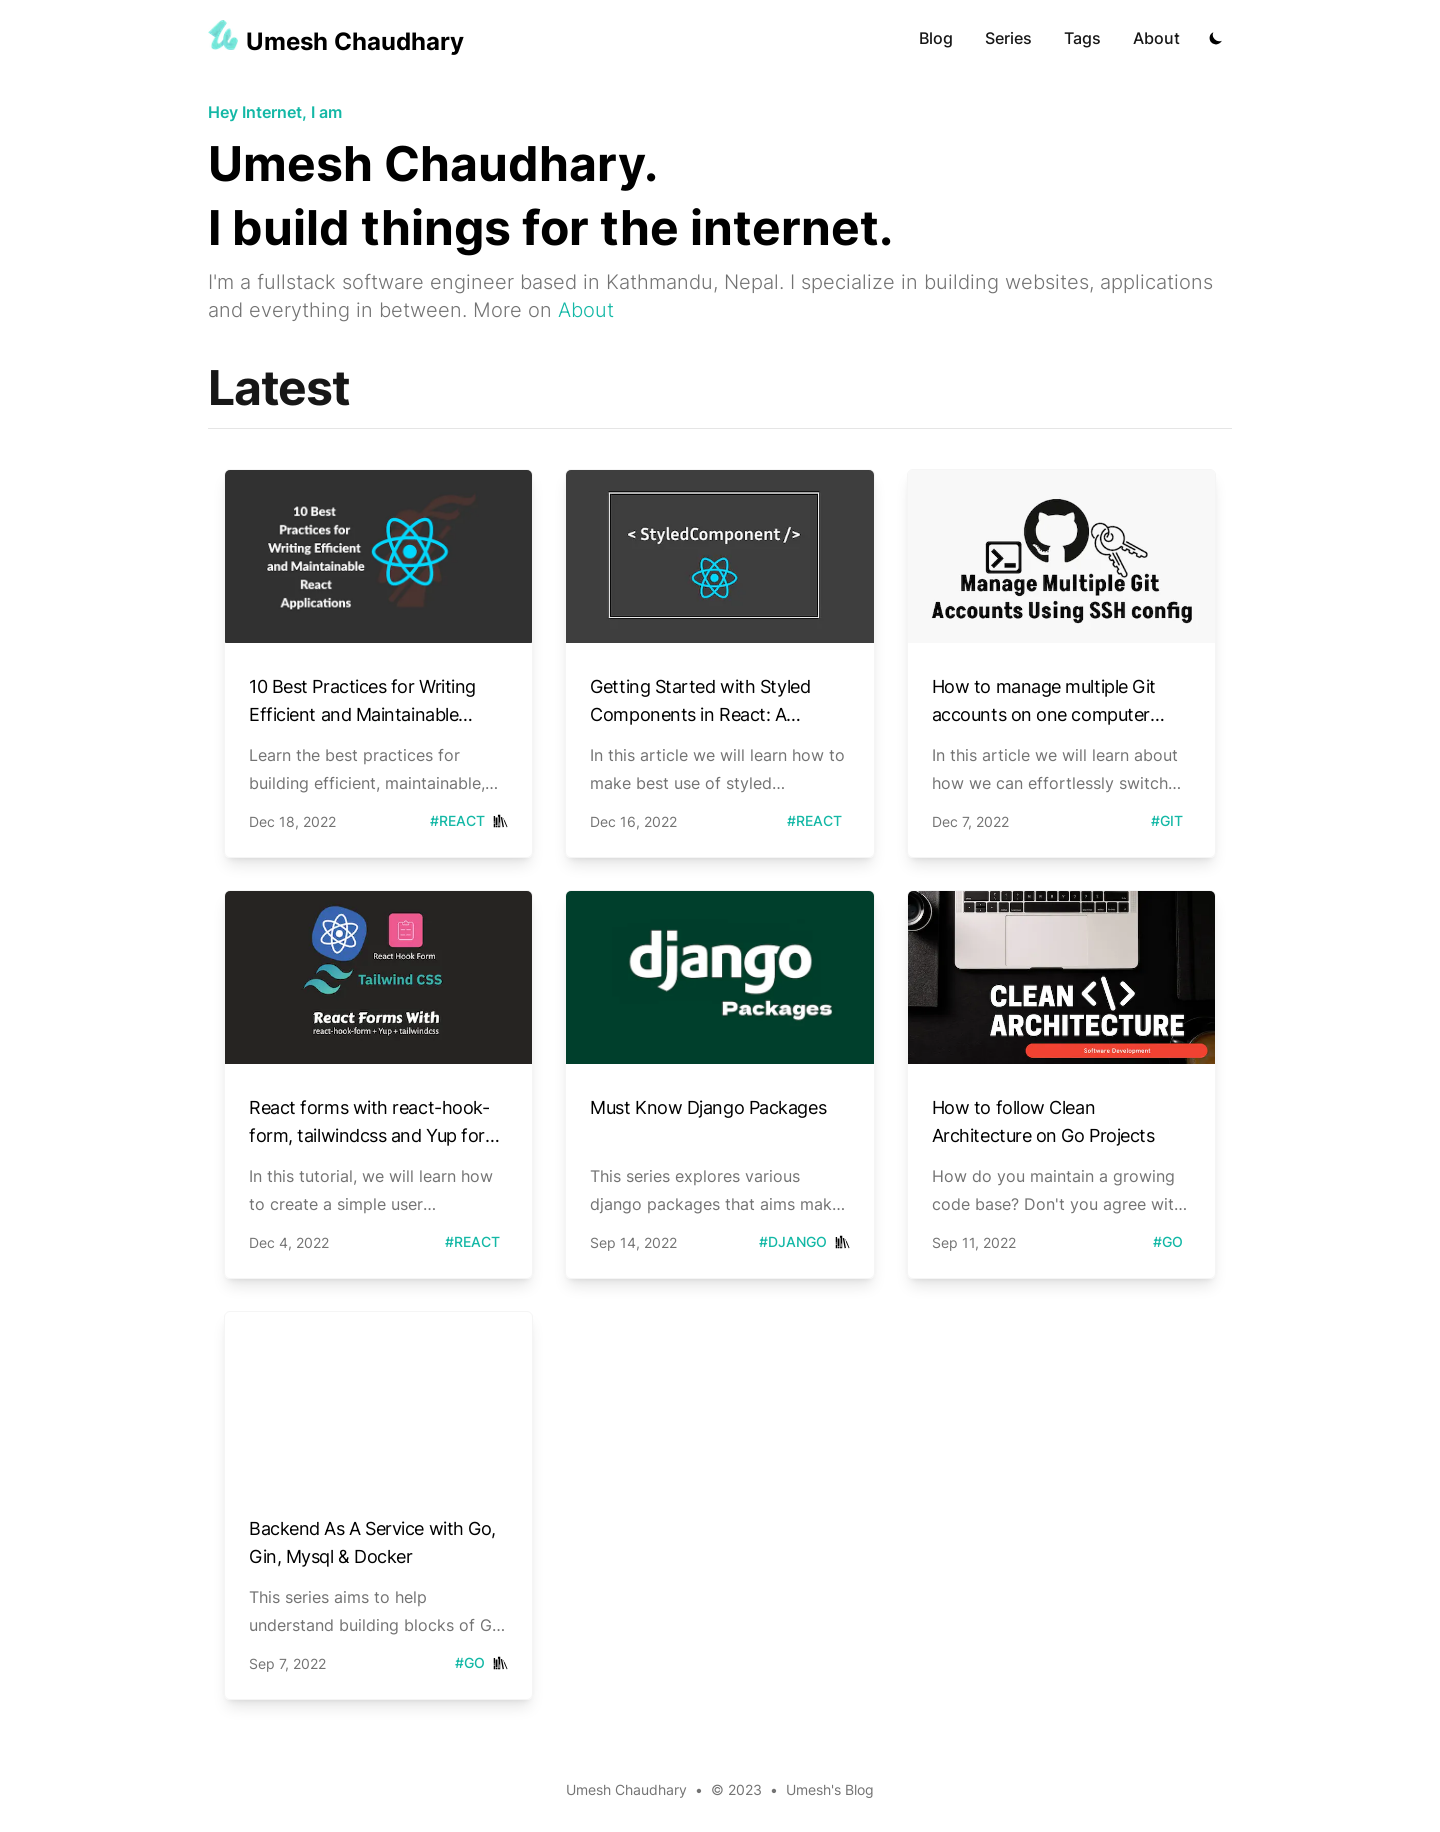 Umesh Chaudhary
Blog
Series
Tags
About
Hey Internet, I am
Umesh Chaudhary.
I build things for the internet.
I'm a fullstack software engineer based in Kathmandu, Nepal. I specialize in building websites, applications
and everything in between. More on About
Latest
10 Best
Practices for
Writing Efficient
and Maintainable
React
Applications
10 Best Practices for Writing
Efficient and Maintainable...
Learn the best practices for
building efficient, maintainable,...
Dec 18, 2022
#REACT
< StyledComponent />
Getting Started with Styled
Components in React: A...
In this article we will learn how to
make best use of styled...
Dec 16, 2022
#REACT
Manage Multiple Git
Accounts Using SSH config
How to manage multiple Git
accounts on one computer...
In this article we will learn about
how we can effortlessly switch...
Dec 7, 2022
#GIT
React Hook Form
Tailwind CSS
React Forms With
react-hook-form + Yup + tailwindcss
React forms with react-hook-
form, tailwindcss and Yup for...
In this tutorial, we will learn how
to create a simple user...
Dec 4, 2022
#REACT
django
Packages
Must Know Django Packages
This series explores various
django packages that aims mak...
Sep 14, 2022
#DJANGO
CLEAN <\>
ARCHITECTURE
Software Development
How to follow Clean
Architecture on Go Projects
How do you maintain a growing
code base? Don't you agree wit...
Sep 11, 2022
#GO
Backend As A Service with Go,
Gin, Mysql & Docker
This series aims to help
understand building blocks of G...
Sep 7, 2022
#GO
Umesh Chaudhary • © 2023 • Umesh's Blog